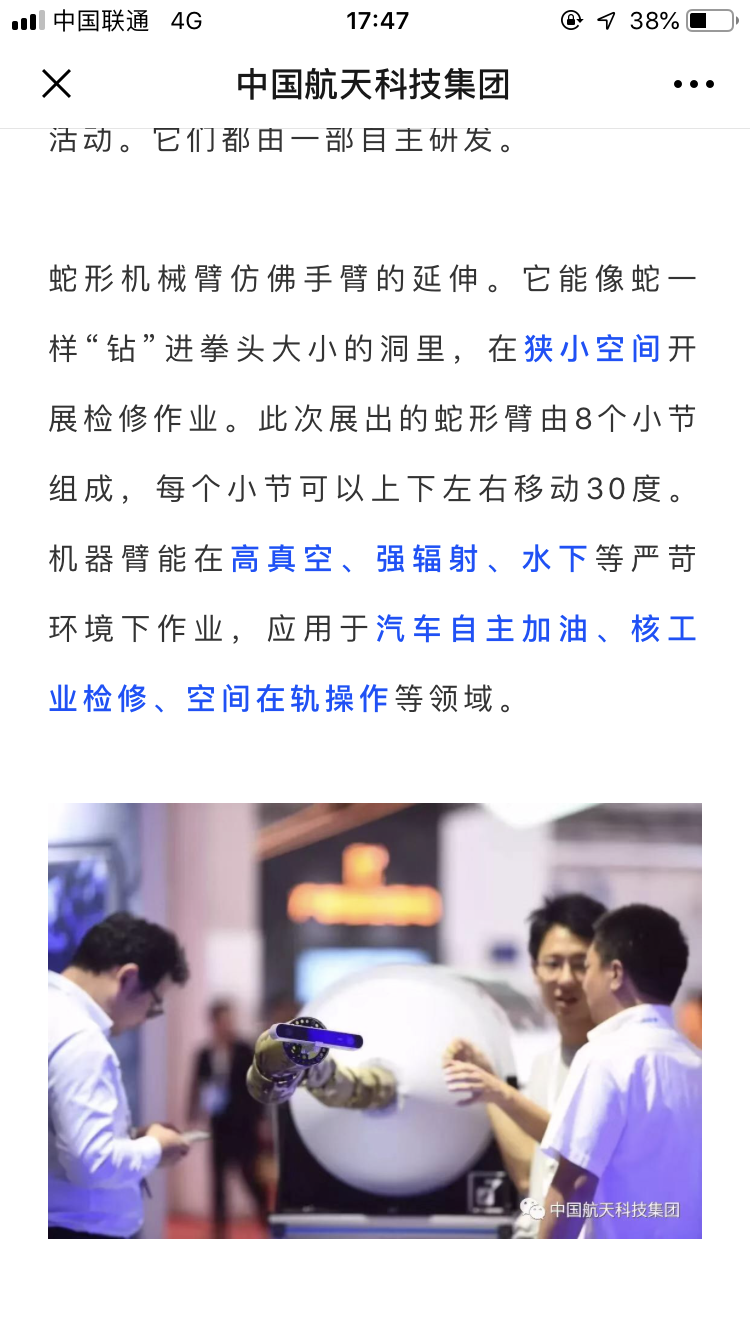 中国联通 4G 17:47 38%
中国航天科技集团
活动。它们都由一部自主研发。
蛇形机械臂仿佛手臂的延伸。它能像蛇一
样“钻”进拳头大小的洞里，在狭小空间开
展检修作业。此次展出的蛇形臂由8个小节
组成，每个小节可以上下左右移动30度。
机器臂能在高真空、强辐射、水下等严苛
环境下作业，应用于汽车自主加油、核工
业检修、空间在轨操作等领域。
中国航天科技集团